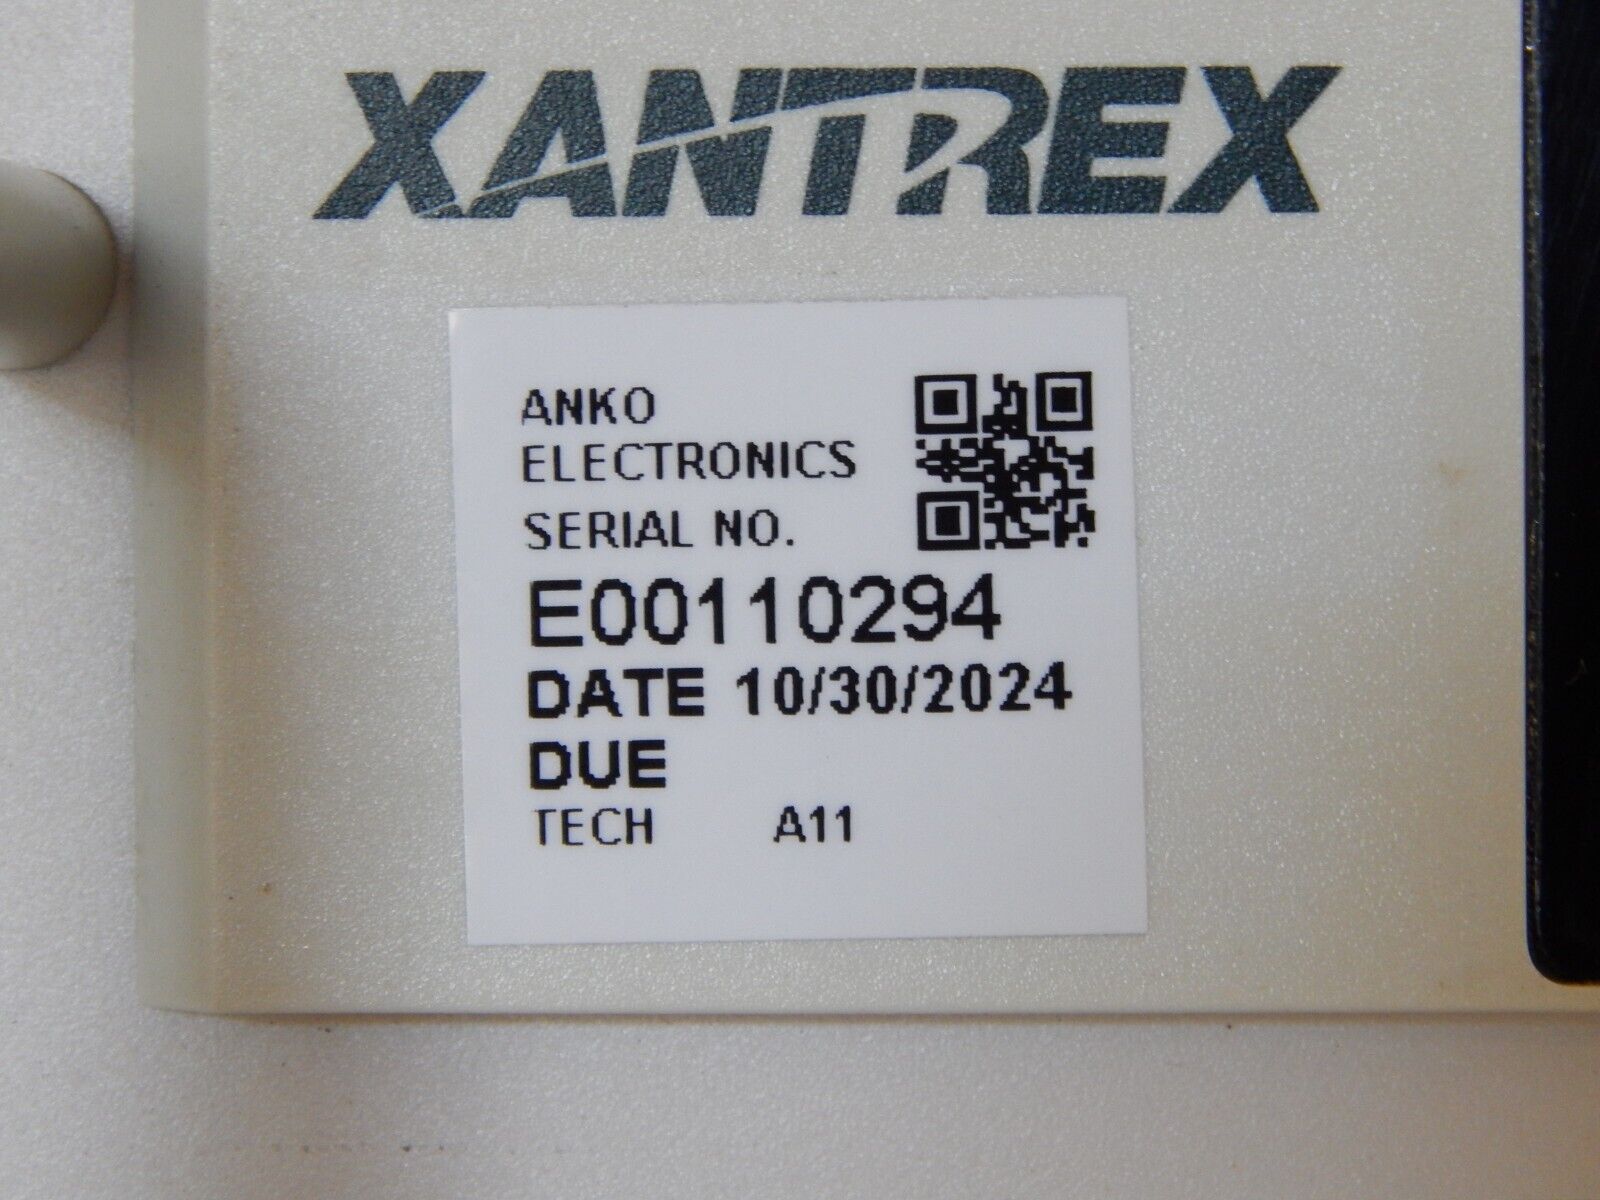 XANTREX
ANKO
ELECTRONICS
SERIAL NO.
E00110294
DATE 10/30/2024
DUE
TECH A11